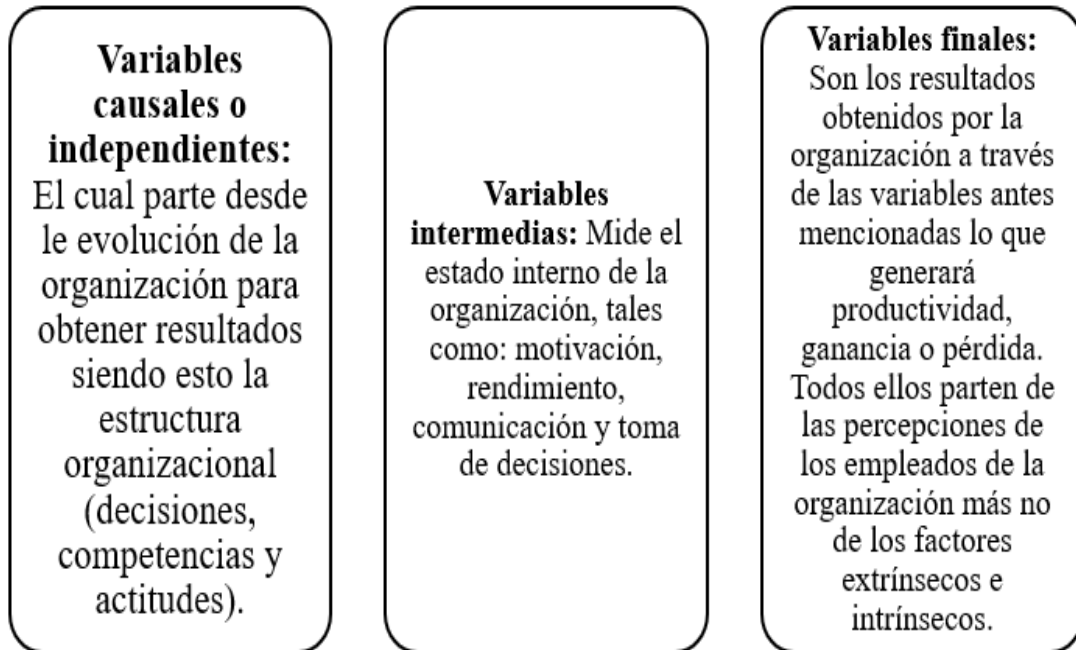 Variables
causales o
independientes:
El cual parte desde
le evolución de la
organización para
obtener resultados
siendo esto la
estructura
organizacional
(decisiones,
competencias y
actitudes).
Variables
intermedias: Mide el
estado interno de la
organización, tales
como: motivación,
rendimiento,
comunicación y toma
de decisiones.
Variables finales:
Son los resultados
obtenidos por la
organización a través
de las variables antes
mencionadas lo que
generará
productividad,
ganancia o pérdida.
Todos ellos parten de
las percepciones de
los empleados de la
organización más no
de los factores
extrínsecos e
intrínsecos.